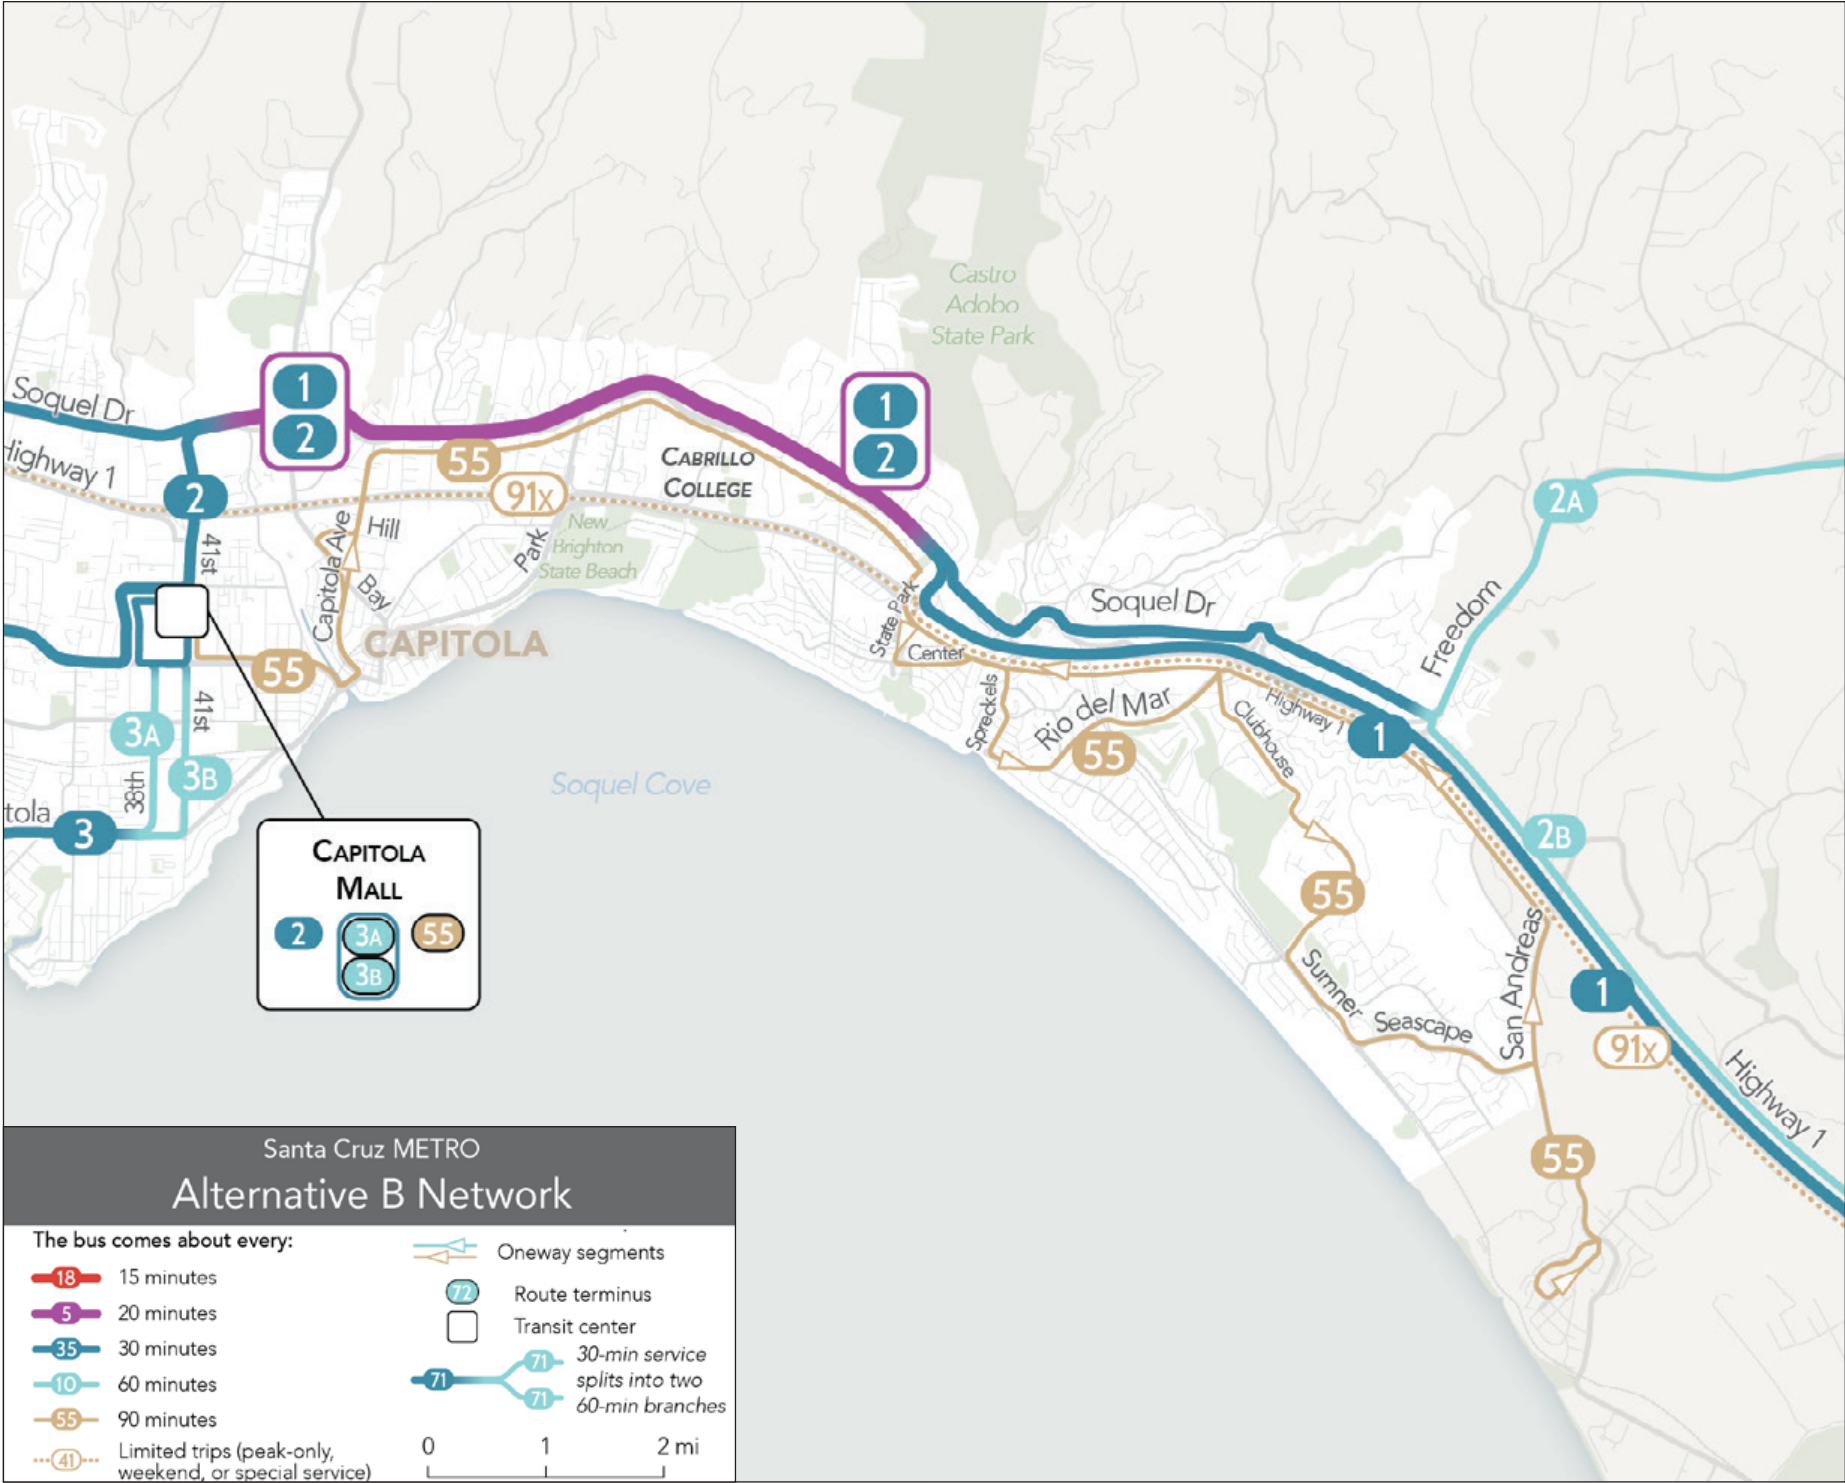 Castro
Adobo
State Park
Soquel Dr
1
2
1
2
Highway 1
55
91x
CABRILLO
COLLEGE
2
2A
41st
Capitola Ave
Hill
Park
New
Brighton
State Beach
Bay
CAPITOLA
State Park
Center
Soquel Dr
Freedom
55
Spreckels
Rio del Mar
55
Clubhouse
Highway 1
1
3A
41st
3B
38th
tola
3
Soquel Cove
2B
55
Sumner
Seascape
San Andreas
1
91x
Highway 1
55
CAPITOLA
MALL
2
3A
3B
55
Santa Cruz METRO
Alternative B Network
The bus comes about every:
18 15 minutes
5 20 minutes
35 30 minutes
10 60 minutes
55 90 minutes
41 Limited trips (peak-only,
weekend, or special service)
Oneway segments
72 Route terminus
Transit center
71
71
71
30-min service
splits into two
60-min branches
0 1 2 mi